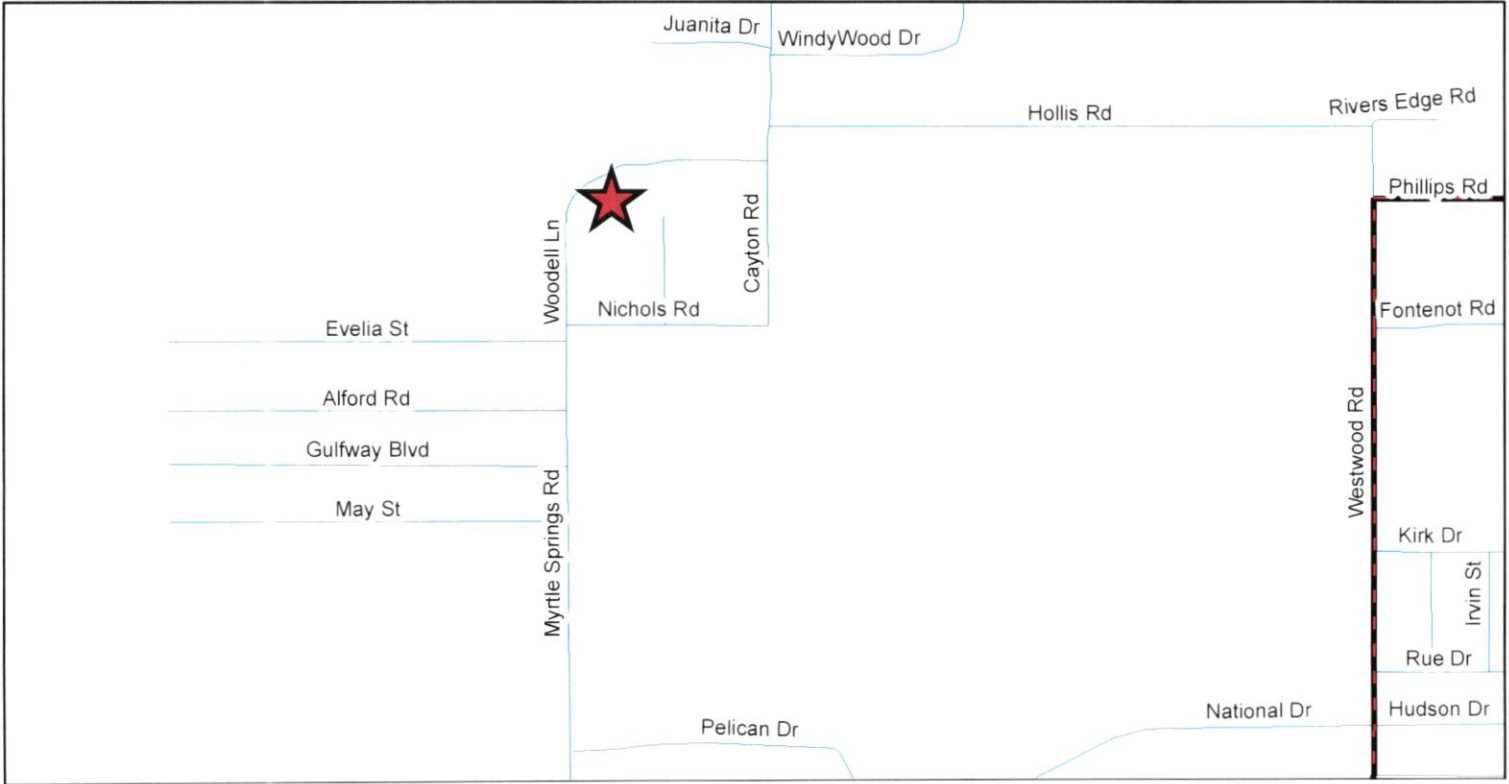 Juanita Dr
WindyWood Dr
Hollis Rd
Rivers Edge Rd
Phillips Rd
Woodell Ln
Cayton Rd
Nichols Rd
Fontenot Rd
Evelia St
Alford Rd
Gulfway Blvd
May St
Myrtle Springs Rd
Westwood Rd
Kirk Dr
Irvin St
Rue Dr
National Dr
Hudson Dr
Pelican Dr